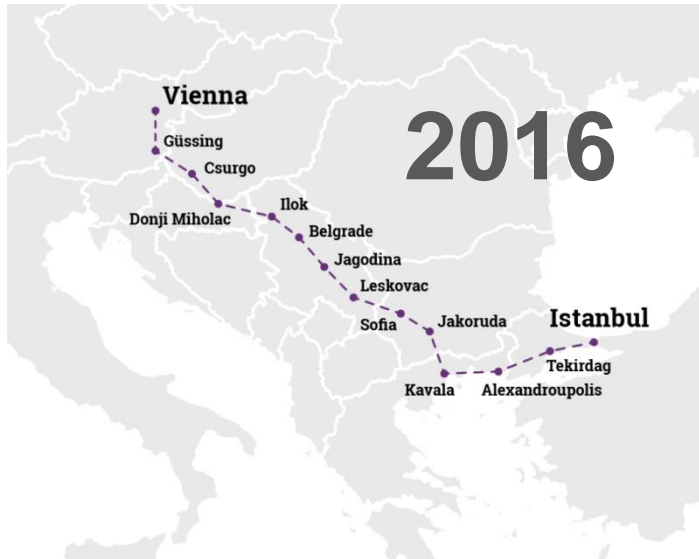 Vienna
2016
Güssing
Csurgo
Ilok
Donji Miholac
Belgrade
Jagodina
Leskovac
Sofia
Jakoruda
Istanbul
Tekirdag
Kavala
Alexandroupolis